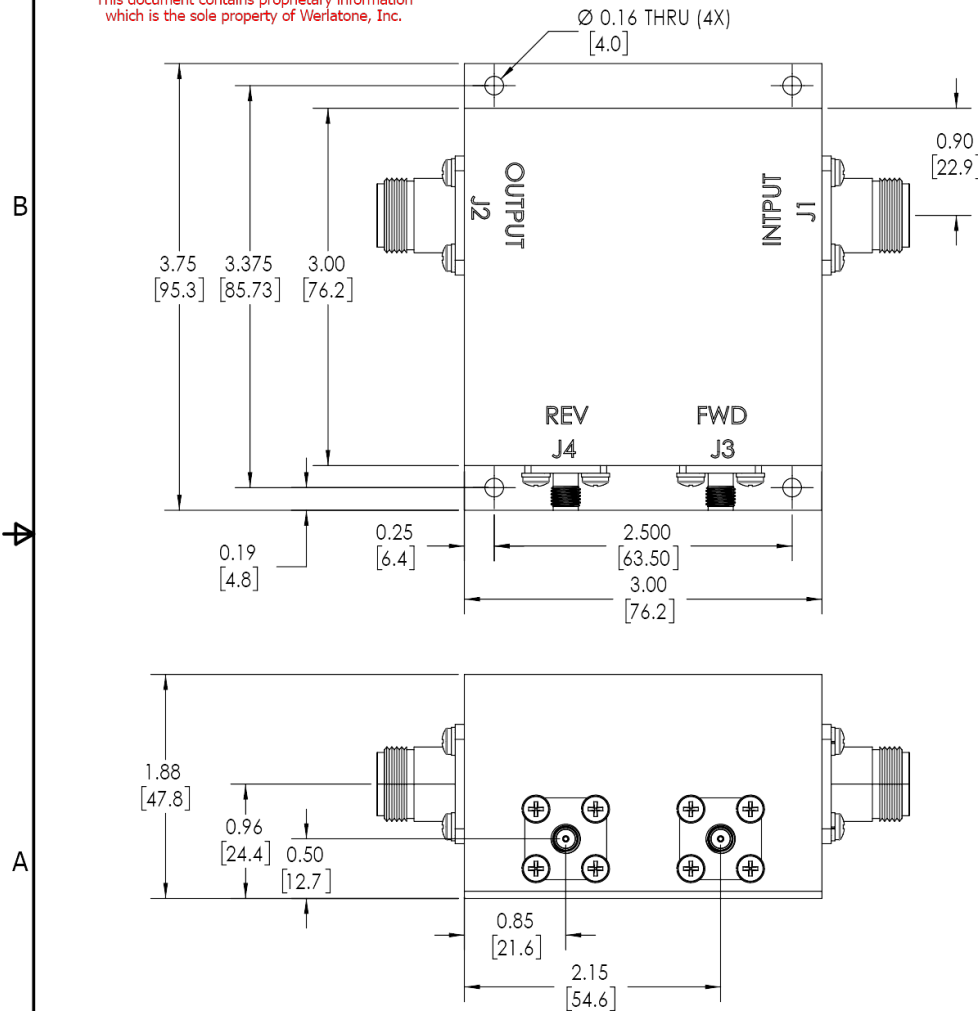 This document contains proprietary information
which is the sole property of Werlatone, Inc.
Ø 0.16 THRU (4X)
[4.0]
0.90
[22.9]
B
OUTPUT
J2
INTPUT
J1
3.75
[95.3]
3.375
[85.73]
3.00
[76.2]
REV
J4
FWD
J3
0.19
[4.8]
0.25
[6.4]
2.500
[63.50]
3.00
[76.2]
1.88
[47.8]
0.96
[24.4]
0.50
[12.7]
A
0.85
[21.6]
2.15
[54.6]